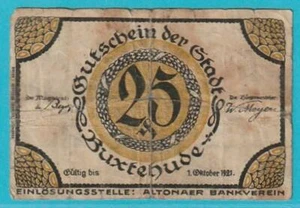 Gutschein der Stadt
Der Magistrat:
Der Bürgermeister:
25
Buxtehude
Gültig bis
1. Oktober 1921.
EINLÖSUNGSSTELLE: ALTONAER BANKVEREIN